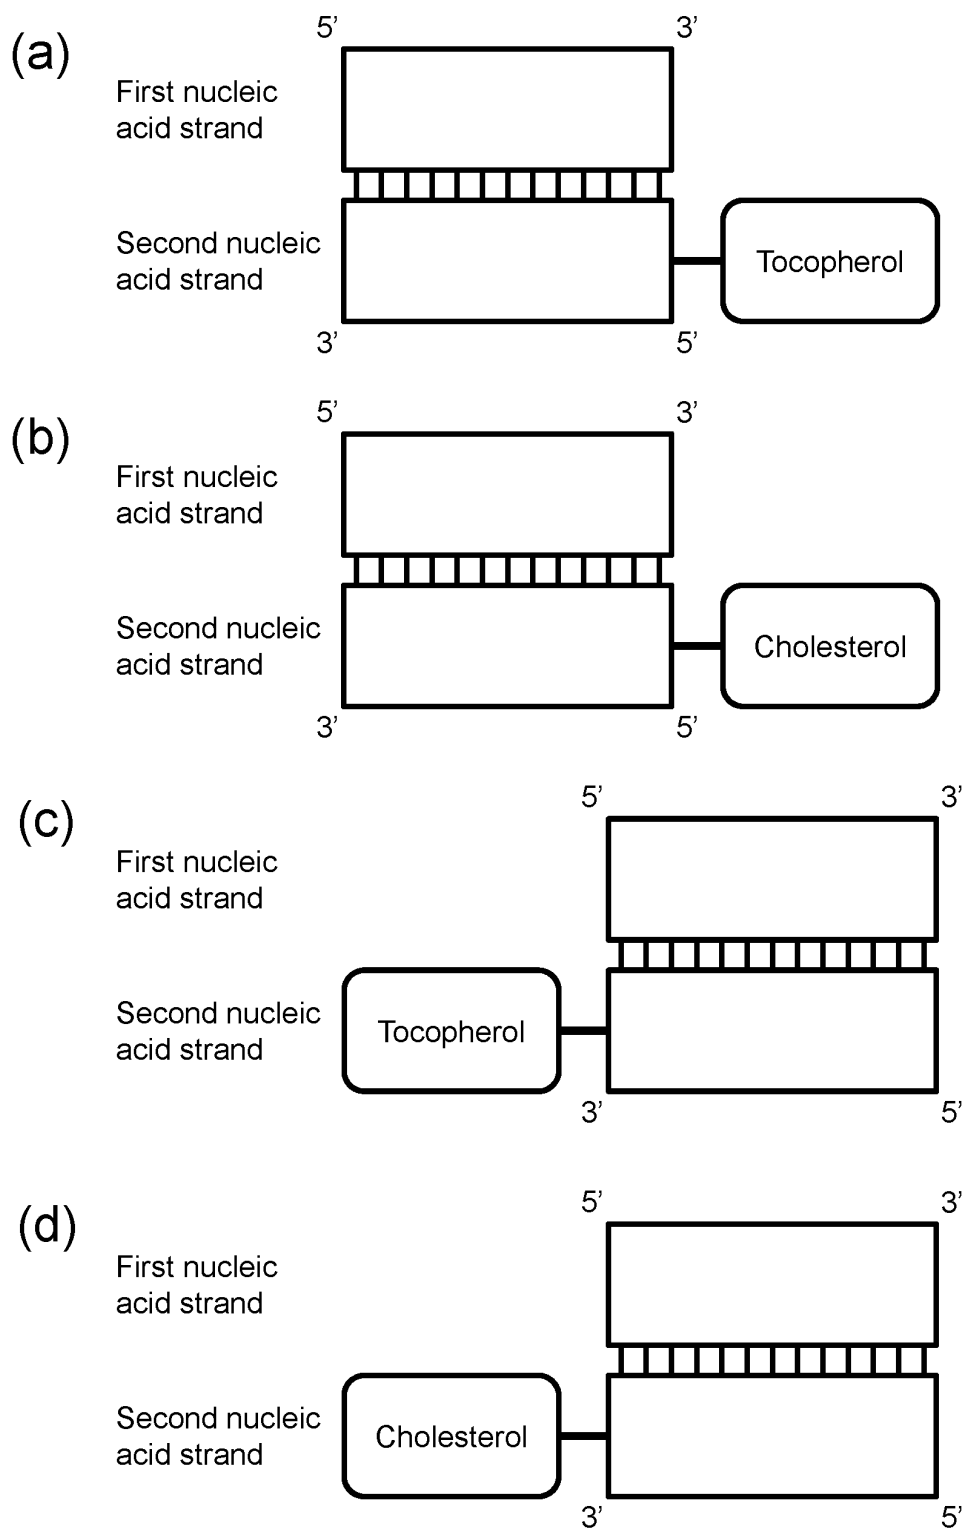 (a)
5’ 3’
First nucleic
acid strand
Second nucleic
acid strand
Tocopherol
3’ 5’
(b)
5’ 3’
First nucleic
acid strand
Second nucleic
acid strand
Cholesterol
3’ 5’
(c)
5’ 3’
First nucleic
acid strand
Second nucleic
acid strand
Tocopherol
3’ 5’
(d)
5’ 3’
First nucleic
acid strand
Second nucleic
acid strand
Cholesterol
3’ 5’